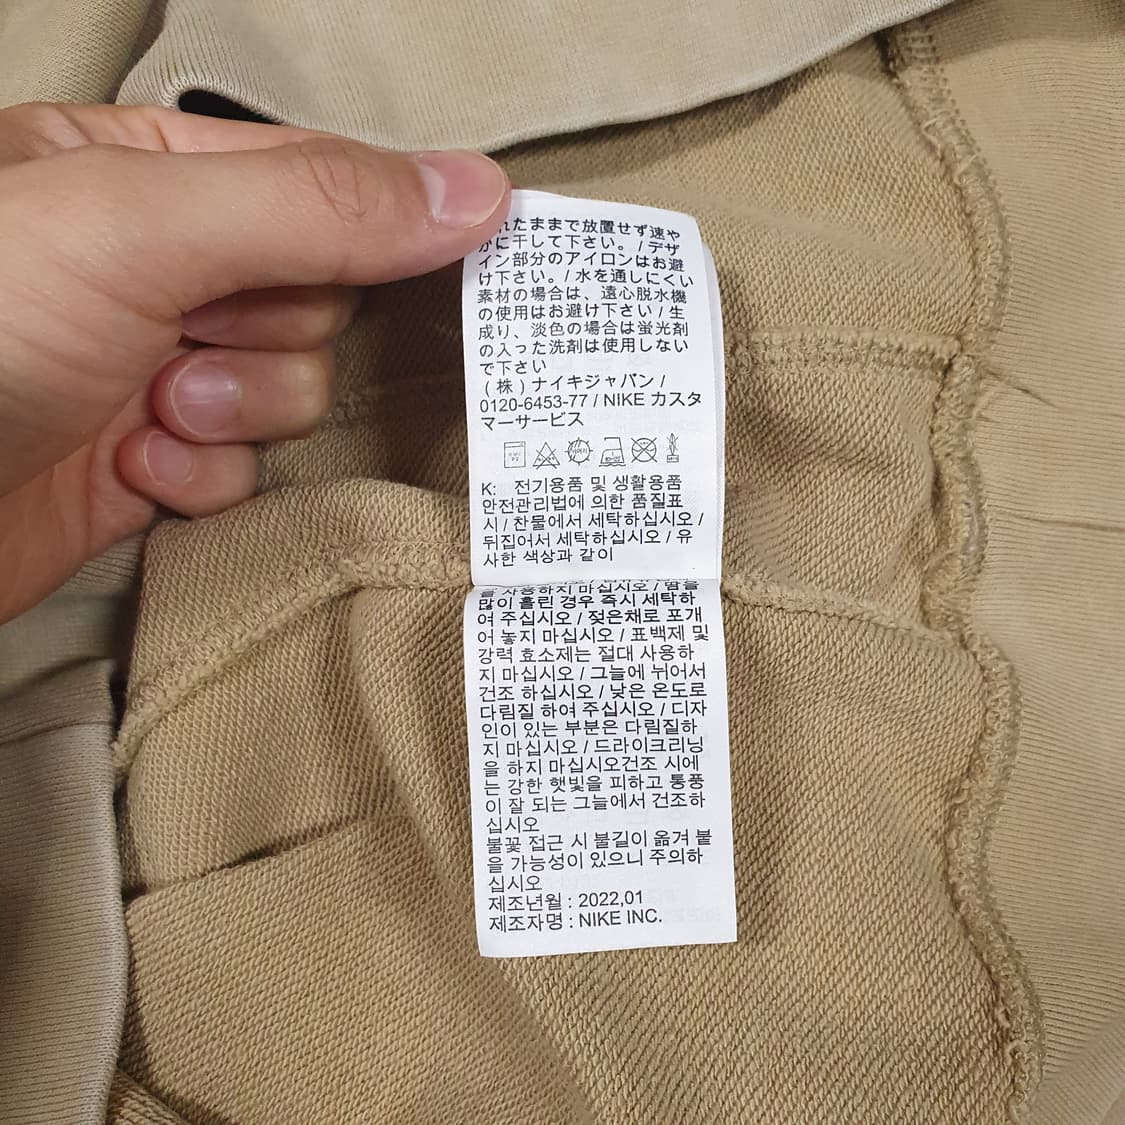 れたままで放置せず速や
かに干して下さい。/ デザ
イン部分のアイロンはお避
け下さい。/ 水を通しにくい
素材の場合は、遠心脱水機
の使用はお避け下さい / 生
成り、淡色の場合は蛍光剤
の入った洗剤は使用しない
で下さい
(株) ナイキジャパン /
0120-6453-77 / NIKE カスタ
マーサービス
K: 전기용품 및 생활용품
안전관리법에 의한 품질표
시 / 찬물에서 세탁하십시오 /
뒤집어서 세탁하십시오 / 유
사한 색상과 같이
을 사용하지 마십시오 / 땀을
많이 흘린 경우 즉시 세탁하
여 주십시오 / 젖은채로 포개
어 놓지 마십시오 / 표백제 및
강력 효소제는 절대 사용하
지 마십시오 / 그늘에 뉘어서
건조 하십시오 / 낮은 온도로
다림질 하여 주십시오 / 디자
인이 있는 부분은 다림질하
지 마십시오 / 드라이크리닝
을 하지 마십시오건조 시에
는 강한 햇빛을 피하고 통풍
이 잘 되는 그늘에서 건조하
십시오
불꽃 접근 시 불길이 옮겨 붙
을 가능성이 있으니 주의하
십시오
제조년월 : 2022,01
제조자명 : NIKE INC.